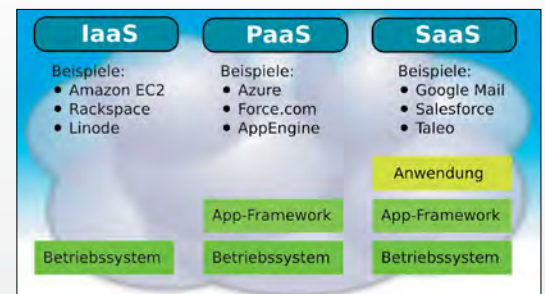 IaaS
Beispiele:
• Amazon EC2
• Rackspace
• Linode
Betriebssystem
PaaS
Beispiele:
• Azure
• Force.com
• AppEngine
App-Framework
Betriebssystem
SaaS
Beispiele:
• Google Mail
• Salesforce
• Taleo
Anwendung
App-Framework
Betriebssystem